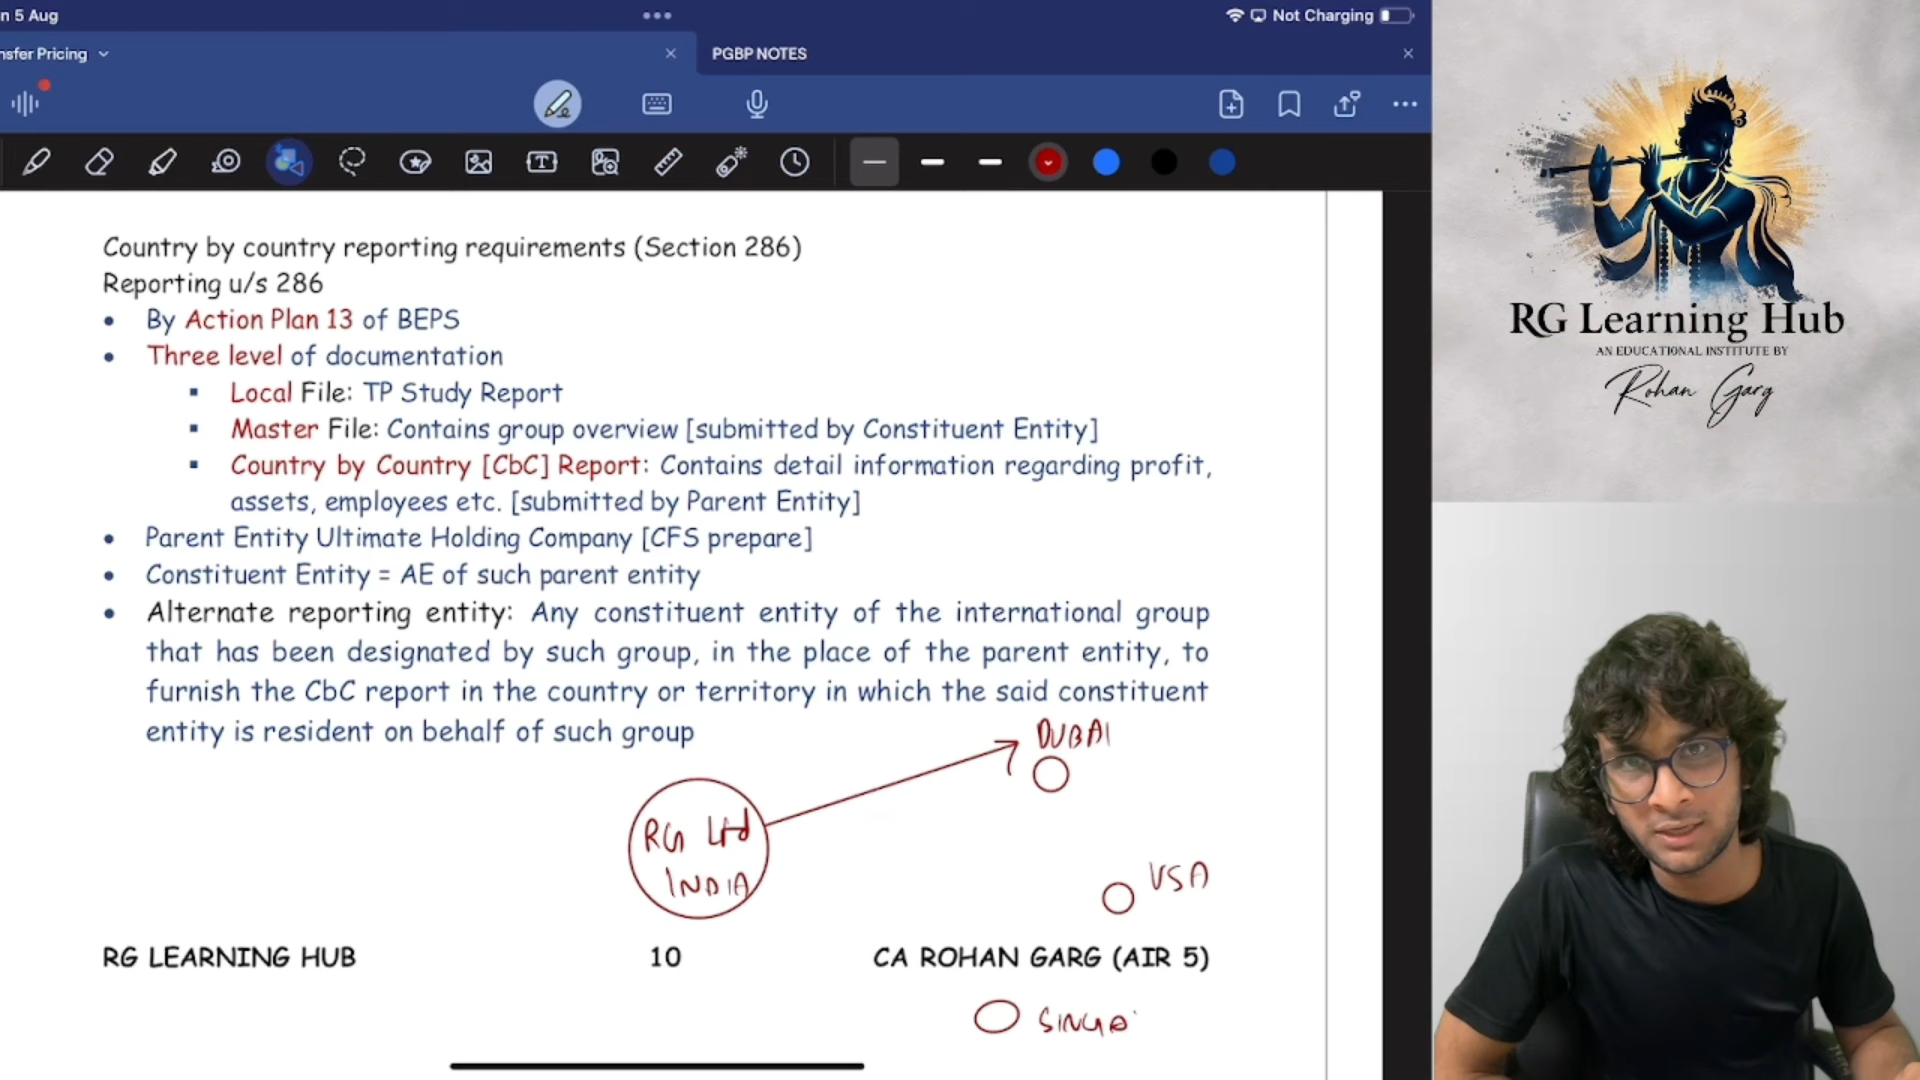 n 5 Aug
Not Charging
nsfer Pricing
PGBP NOTES
Country by country reporting requirements (Section 286)
Reporting u/s 286
• By Action Plan 13 of BEPS
• Three level of documentation
▪ Local File: TP Study Report
▪ Master File: Contains group overview [submitted by Constituent Entity]
▪ Country by Country [CbC] Report: Contains detail information regarding profit,
assets, employees etc. [submitted by Parent Entity]
• Parent Entity Ultimate Holding Company [CFS prepare]
• Constituent Entity = AE of such parent entity
• Alternate reporting entity: Any constituent entity of the international group
that has been designated by such group, in the place of the parent entity, to
furnish the CbC report in the country or territory in which the said constituent
entity is resident on behalf of such group
DUBAI
RG Ltd
INDIA
USA
RG LEARNING HUB 10 CA ROHAN GARG (AIR 5)
SINGA
RG Learning Hub
AN EDUCATIONAL INSTITUTE BY
Rohan Garg